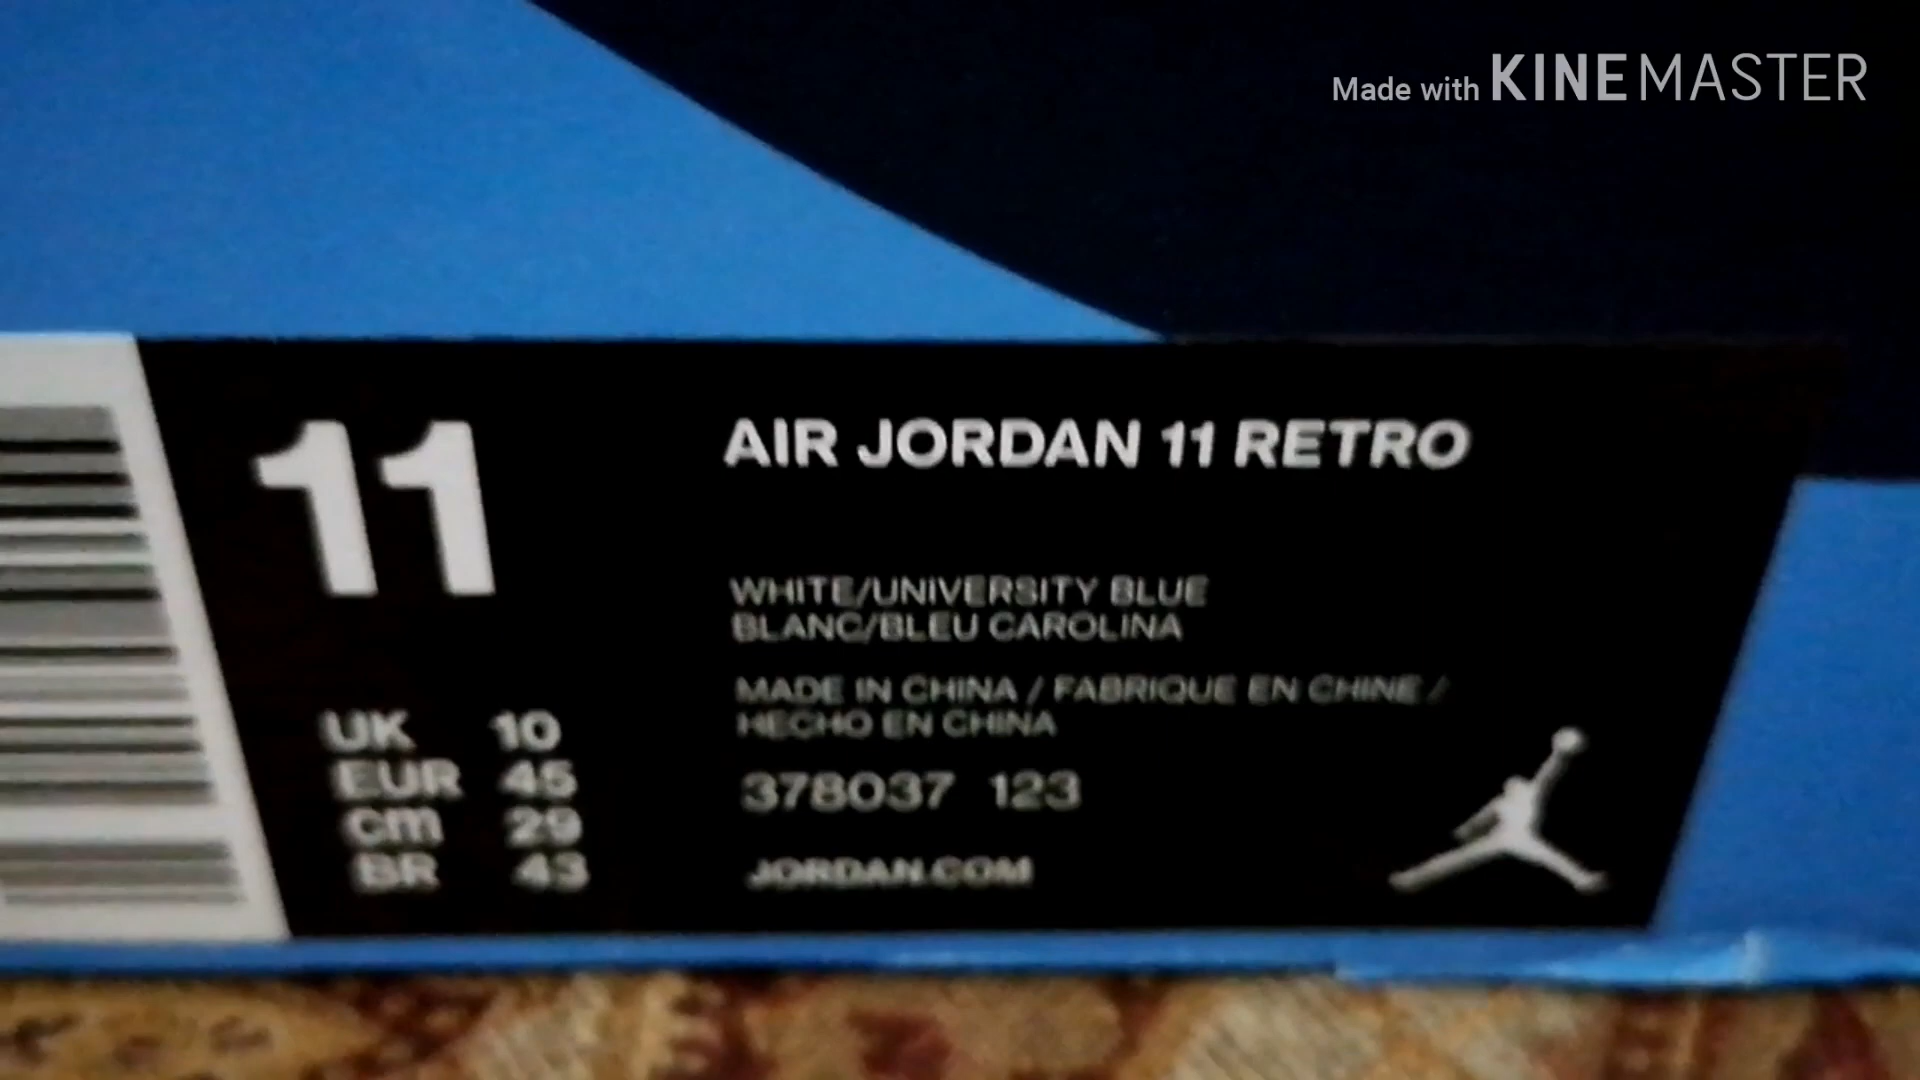 Made with KINEMASTER
11
AIR JORDAN 11 RETRO
WHITE/UNIVERSITY BLUE
BLANC/BLEU CAROLINA
MADE IN CHINA / FABRIQUE EN CHINE /
HECHO EN CHINA
UK 10
EUR 45
cm 29
BR 43
378037 123
JORDAN.COM